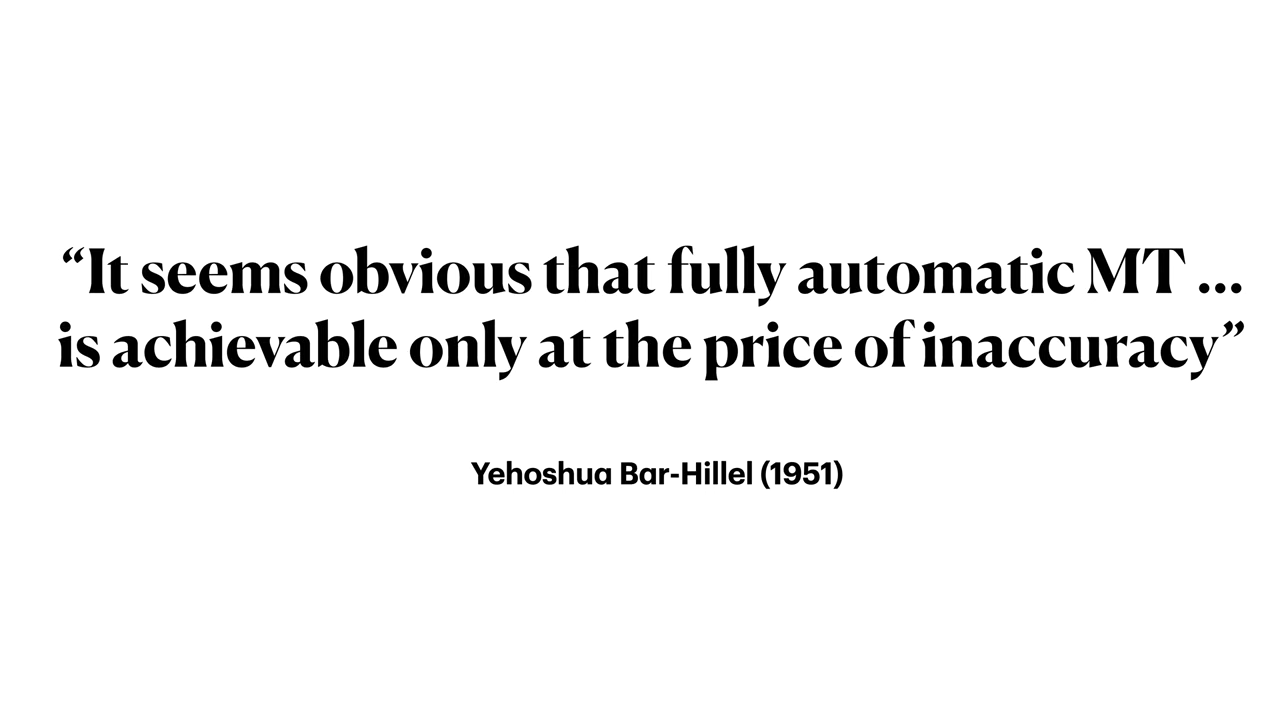 “It seems obvious that fully automatic MT ...
is achievable only at the price of inaccuracy”
Yehoshua Bar-Hillel (1951)